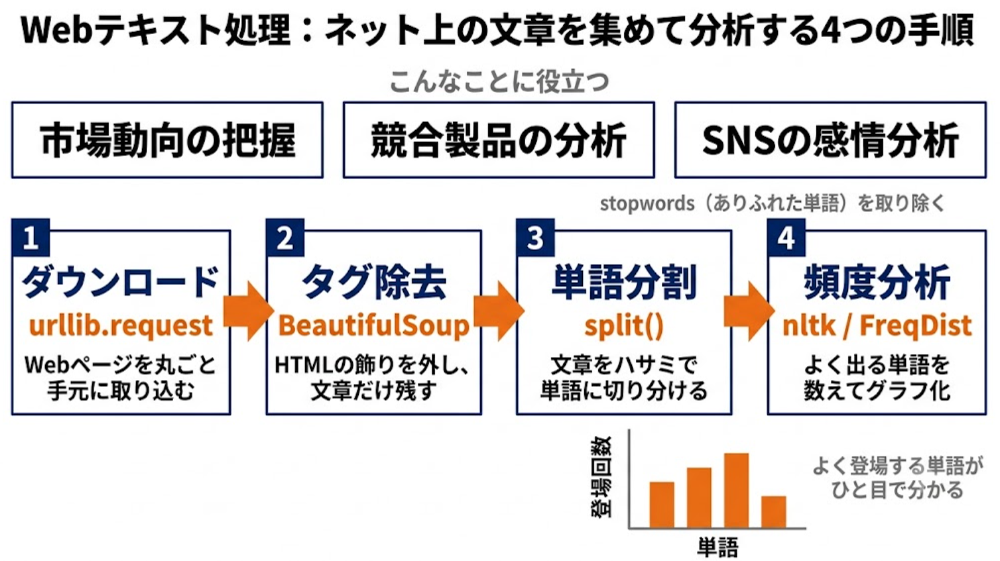 Webテキスト処理：ネット上の文章を集めて分析する4つの手順
こんなことに役立つ
市場動向の把握
競合製品の分析
SNSの感情分析
stopwords（ありふれた単語）を取り除く
1
ダウンロード
urllib.request
Webページを丸ごと
手元に取り込む
2
タグ除去
BeautifulSoup
HTMLの飾りを外し、
文章だけ残す
3
単語分割
split()
文章をハサミで
単語に切り分ける
4
頻度分析
nltk / FreqDist
よく出る単語を
数えてグラフ化
登場回数
単語
よく登場する単語が
ひと目で分かる